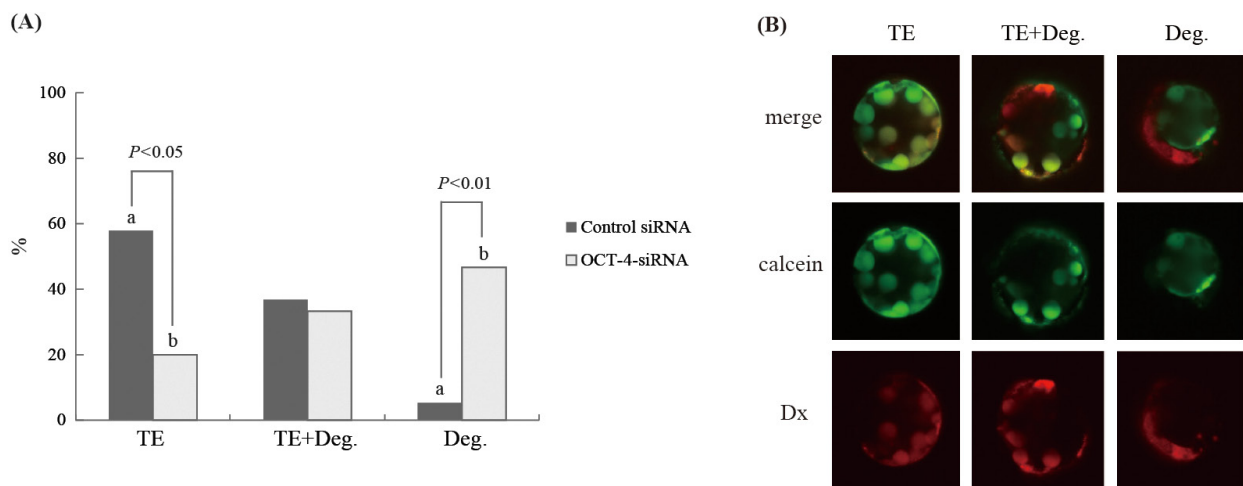 (A)
100
80
60
40
20
0
%
P<0.05
a
b
P<0.01
a
b
TE
TE+Deg.
Deg.
Control siRNA
OCT-4-siRNA
(B)
TE TE+Deg. Deg.
merge
calcein
Dx